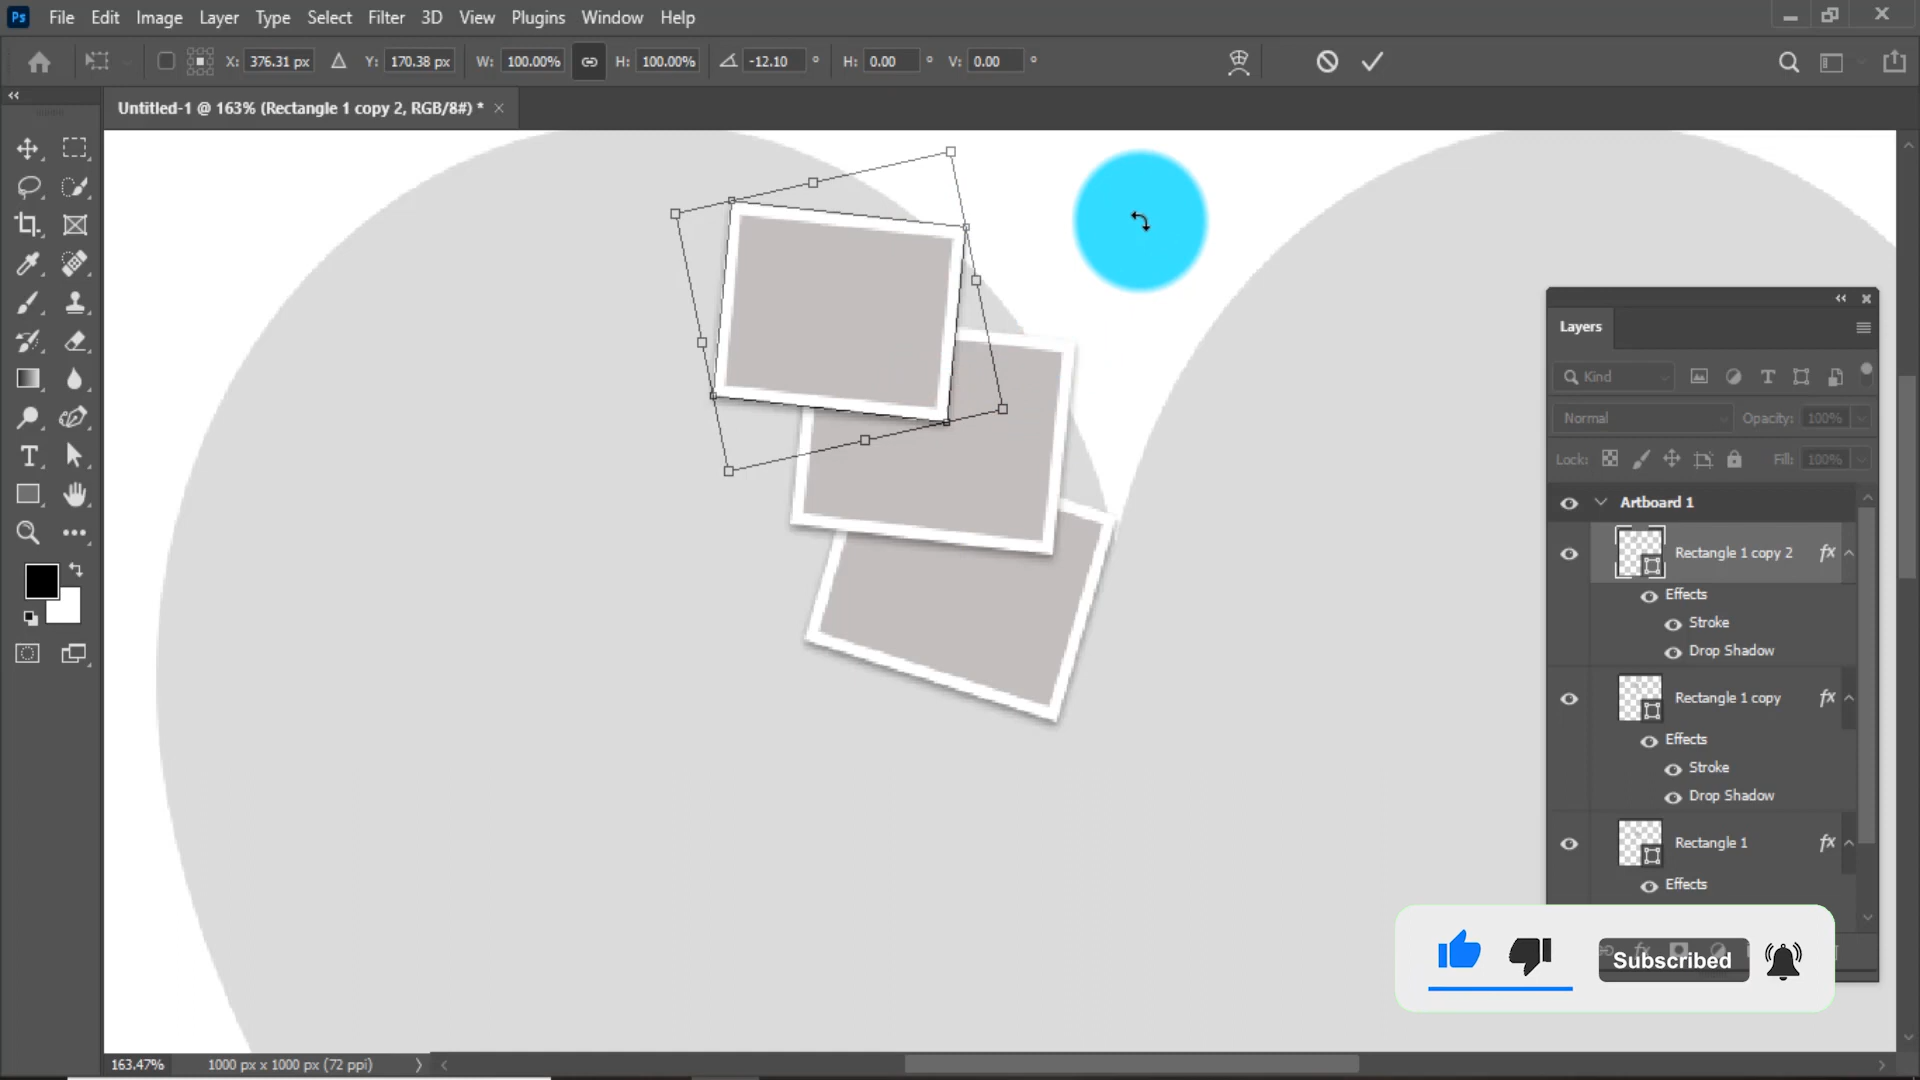 Ps File Edit Image Layer Type Select Filter 3D View Plugins Window Help
X: 376.31 px Y: 170.38 px W: 100.00% H: 100.00% -12.10 ° H: 0.00 ° V: 0.00 °
Untitled-1 @ 163% (Rectangle 1 copy 2, RGB/8#) * ×
Layers
Kind
Normal Opacity: 100%
Lock: Fill: 100%
Artboard 1
Rectangle 1 copy 2 fx
Effects
Stroke
Drop Shadow
Rectangle 1 copy fx
Effects
Stroke
Drop Shadow
Rectangle 1 fx
Effects
Subscribed
163.47% 1000 px x 1000 px (72 ppi)